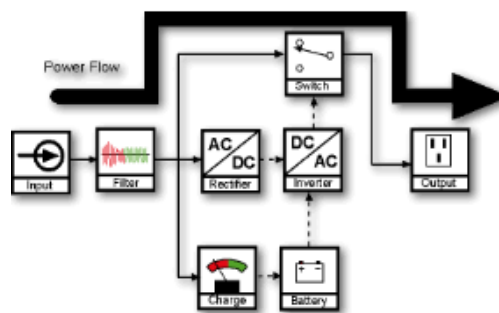 Power Flow
Switch
AC
DC
DC
AC
Input
Filter
Rectifier
Inverter
Output
Charge
Battery